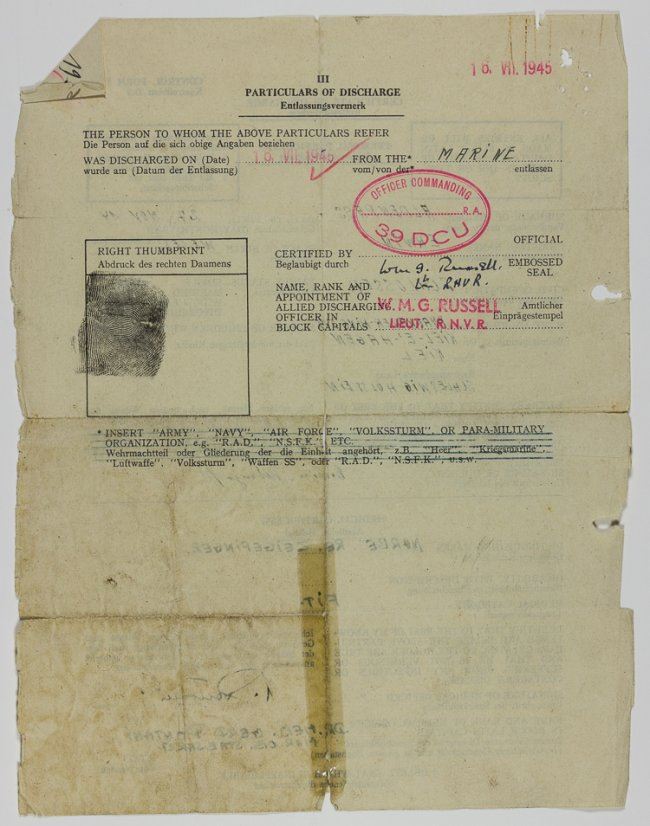 16. VII. 1945
III
PARTICULARS OF DISCHARGE
Entlassungsvermerk
THE PERSON TO WHOM THE ABOVE PARTICULARS REFER
Die Person auf die sich obige Angaben beziehen
WAS DISCHARGED ON (Date) 16. VII. 1945 FROM THE* MARINE
wurde am (Datum der Entlassung) vom/von der* entlassen
OFFICER COMMANDING
R.A.
39 DCU
RIGHT THUMBPRINT
Abdruck des rechten Daumens
CERTIFIED BY
Beglaubigt durch
Wm G. Russell.
Lt. RNVR.
OFFICIAL
EMBOSSED
SEAL
NAME, RANK AND
APPOINTMENT OF
ALLIED DISCHARGING
OFFICER IN
BLOCK CAPITALS
W.M.G. RUSSELL
LIEUT. R.N.V.R.
Amtlicher
Einprägestempel
* INSERT "ARMY", "NAVY", "AIR FORCE", "VOLKSSTURM", OR PARA-MILITARY
ORGANIZATION, e.g. "R.A.D.", "N.S.F.K.", ETC.
Wehrmachtteil oder Gliederung der die Einheit angehört, z.B. "Heer", "Kriegsmarine",
"Luftwaffe", "Volkssturm", "Waffen SS", oder "R.A.D.", "N.S.F.K.", u.s.w.